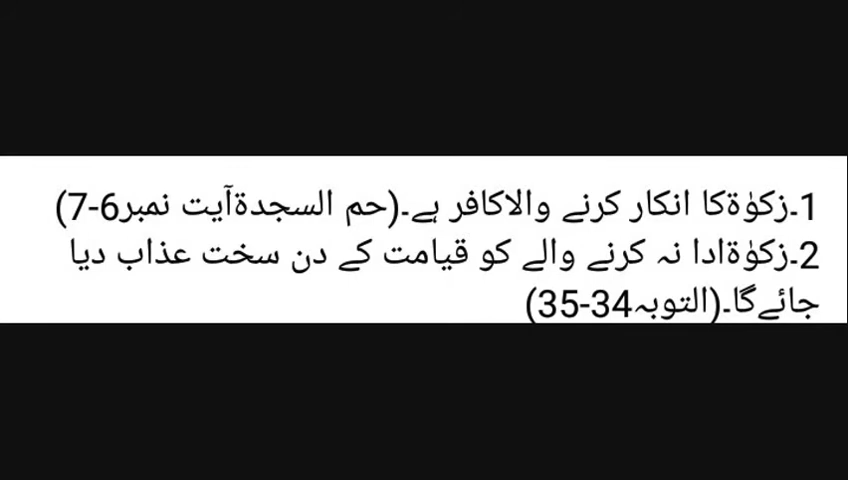 1۔زکوٰۃکا انکار کرنے والاکافر ہے۔(حم السجدۃآیت نمبر6-7)
2۔زکوٰۃادا نہ کرنے والے کو قیامت کے دن سخت عذاب دیا
جائےگا۔(التوبہ34-35)